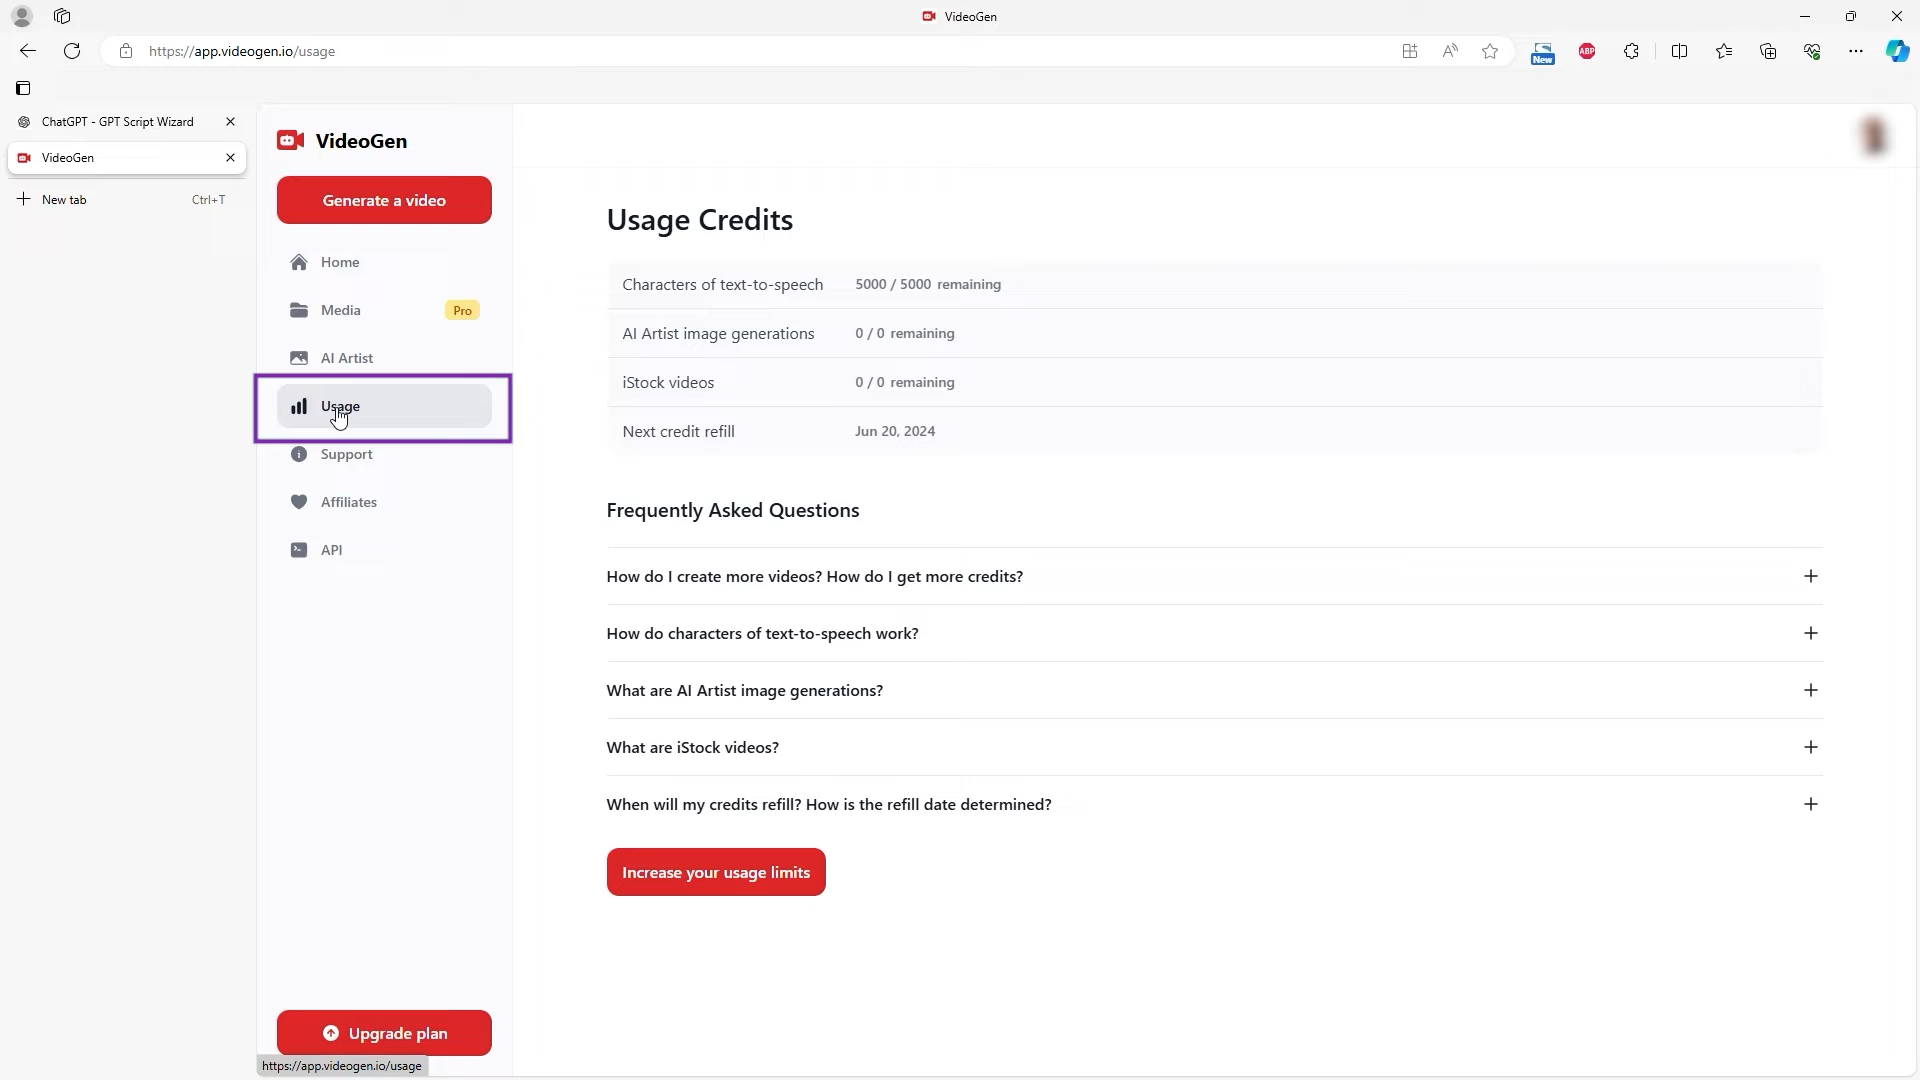 VideoGen
https://app.videogen.io/usage
New
ABP
ChatGPT - GPT Script Wizard
VideoGen
New tab Ctrl+T
VideoGen
Generate a video
Home
Media Pro
AI Artist
Usage
Support
Affiliates
API
Upgrade plan
https://app.videogen.io/usage
Usage Credits
Characters of text-to-speech 5000 / 5000 remaining
AI Artist image generations 0 / 0 remaining
iStock videos 0 / 0 remaining
Next credit refill Jun 20, 2024
Frequently Asked Questions
How do I create more videos? How do I get more credits?
How do characters of text-to-speech work?
What are AI Artist image generations?
What are iStock videos?
When will my credits refill? How is the refill date determined?
Increase your usage limits